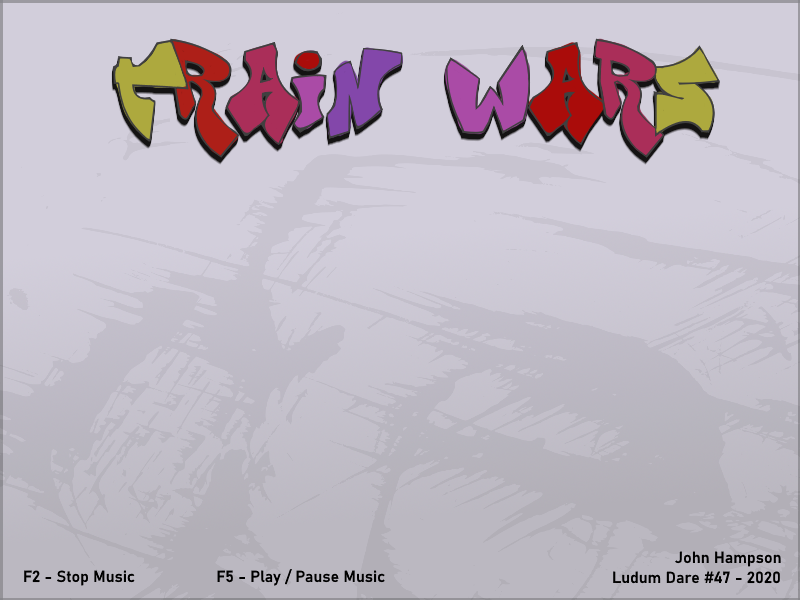 TRAiN WARS
John Hampson
F2 - Stop Music F5 - Play / Pause Music Ludum Dare #47 - 2020